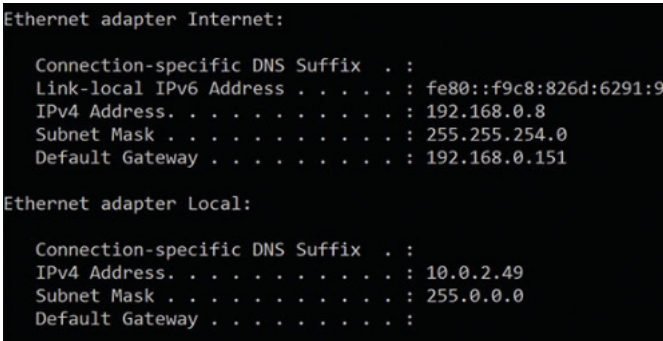 Ethernet adapter Internet:
Connection-specific DNS Suffix . :
Link-local IPv6 Address . . . . . : fe80::f9c8:826d:6291:9
IPv4 Address. . . . . . . . . . . : 192.168.0.8
Subnet Mask . . . . . . . . . . . : 255.255.254.0
Default Gateway . . . . . . . . . : 192.168.0.151
Ethernet adapter Local:
Connection-specific DNS Suffix . :
IPv4 Address. . . . . . . . . . . : 10.0.2.49
Subnet Mask . . . . . . . . . . . : 255.0.0.0
Default Gateway . . . . . . . . . :